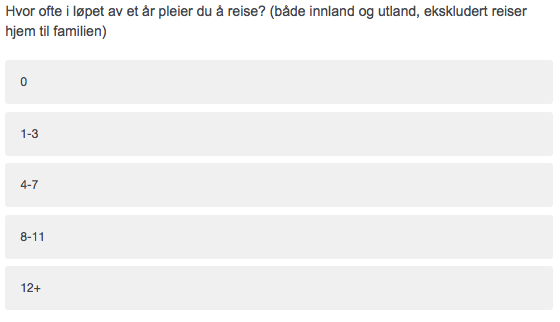 Hvor ofte i løpet av et år pleier du å reise? (både innland og utland, ekskludert reiser
hjem til familien)
0
1-3
4-7
8-11
12+